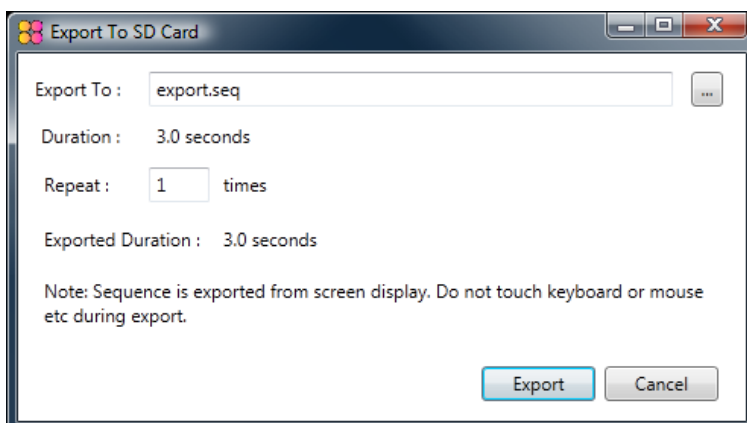 Export To SD Card
Export To : export.seq ...
Duration : 3.0 seconds
Repeat : 1 times
Exported Duration : 3.0 seconds
Note: Sequence is exported from screen display. Do not touch keyboard or mouse
etc during export.
Export Cancel